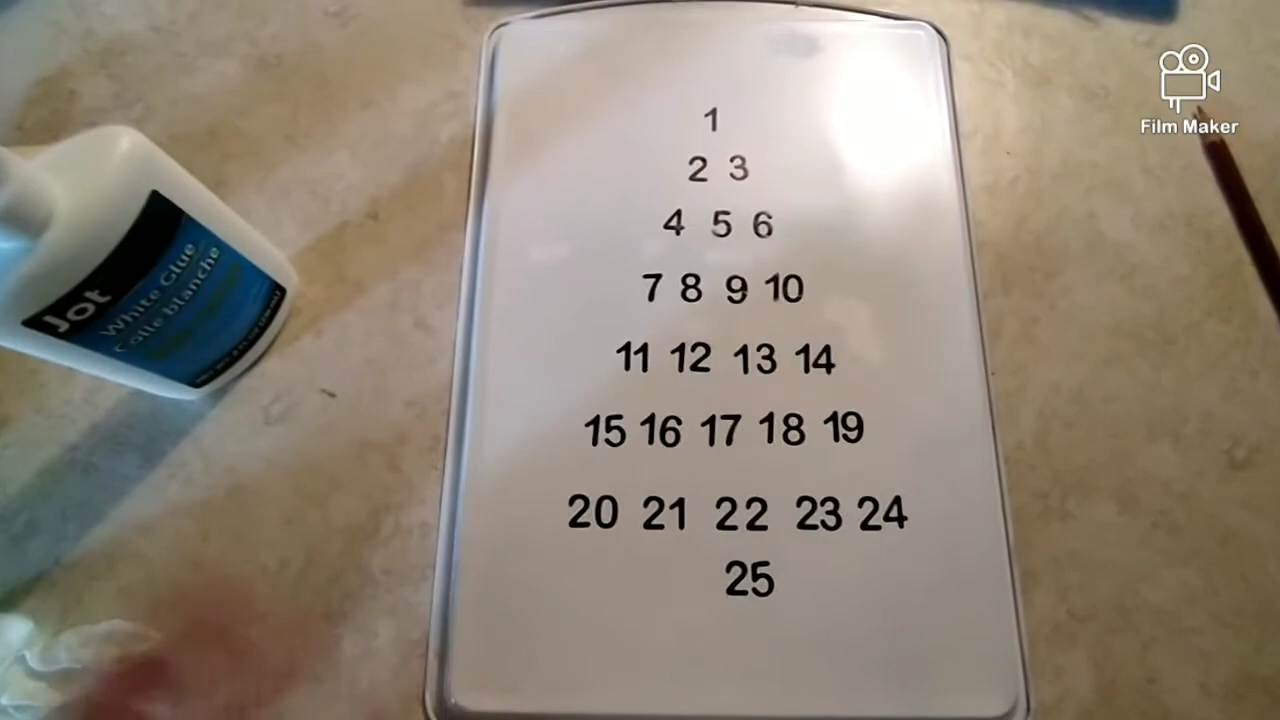 Film Maker
1
2 3
4 5 6
7 8 9 10
11 12 13 14
15 16 17 18 19
20 21 22 23 24
25
Jot
White Glue
Colle blanche